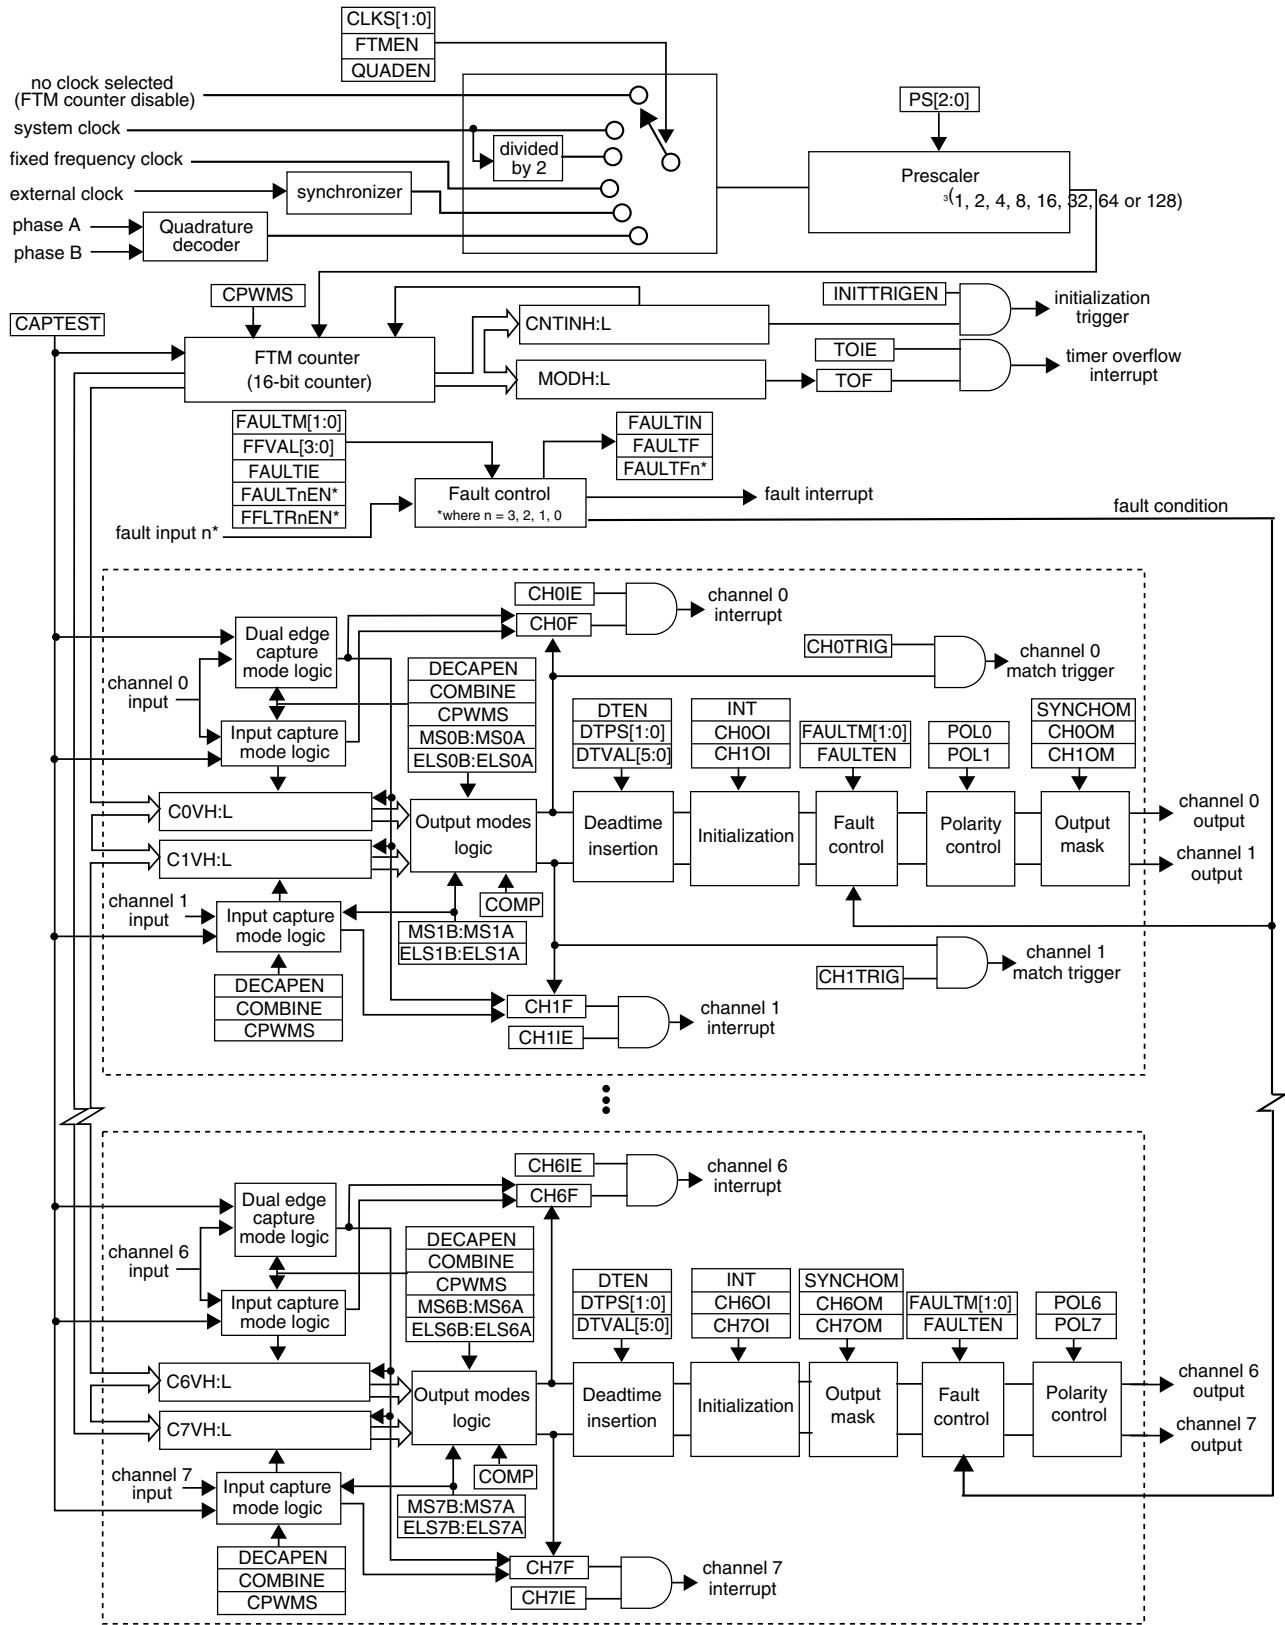 CLKS[1:0]
FTMEN
QUADEN
no clock selected
(FTM counter disable)
system clock
divided
by 2
fixed frequency clock
external clock
synchronizer
phase A
phase B
Quadrature
decoder
PS[2:0]
Prescaler
3(1, 2, 4, 8, 16, 32, 64 or 128)
CPWMS
CAPTEST
FTM counter
(16-bit counter)
CNTINH:L
MODH:L
INITTRIGEN
initialization
trigger
TOIE
TOF
timer overflow
interrupt
FAULTM[1:0]
FFVAL[3:0]
FAULTIE
FAULTnEN*
FFLTRnEN*
fault input n*
Fault control
*where n = 3, 2, 1, 0
FAULTIN
FAULTF
FAULTFn*
fault interrupt
fault condition
CH0IE
CH0F
channel 0
interrupt
Dual edge
capture
mode logic
channel 0
input
Input capture
mode logic
DECAPEN
COMBINE
CPWMS
MS0B:MS0A
ELS0B:ELS0A
CH0TRIG
channel 0
match trigger
DTEN
DTPS[1:0]
DTVAL[5:0]
INT
CH0OI
CH1OI
FAULTM[1:0]
FAULTEN
POL0
POL1
SYNCHOM
CH0OM
CH1OM
C0VH:L
C1VH:L
Output modes
logic
Deadtime
insertion
Initialization
Fault
control
Polarity
control
Output
mask
channel 0
output
channel 1
output
channel 1
input
Input capture
mode logic
COMP
MS1B:MS1A
ELS1B:ELS1A
DECAPEN
COMBINE
CPWMS
CH1TRIG
channel 1
match trigger
CH1F
CH1IE
channel 1
interrupt
CH6IE
CH6F
channel 6
interrupt
Dual edge
capture
mode logic
channel 6
input
Input capture
mode logic
DECAPEN
COMBINE
CPWMS
MS6B:MS6A
ELS6B:ELS6A
DTEN
DTPS[1:0]
DTVAL[5:0]
INT
CH6OI
CH7OI
SYNCHOM
CH6OM
CH7OM
FAULTM[1:0]
FAULTEN
POL6
POL7
C6VH:L
C7VH:L
Output modes
logic
Deadtime
insertion
Initialization
Output
mask
Fault
control
Polarity
control
channel 6
output
channel 7
output
channel 7
input
Input capture
mode logic
COMP
MS7B:MS7A
ELS7B:ELS7A
DECAPEN
COMBINE
CPWMS
CH7F
CH7IE
channel 7
interrupt